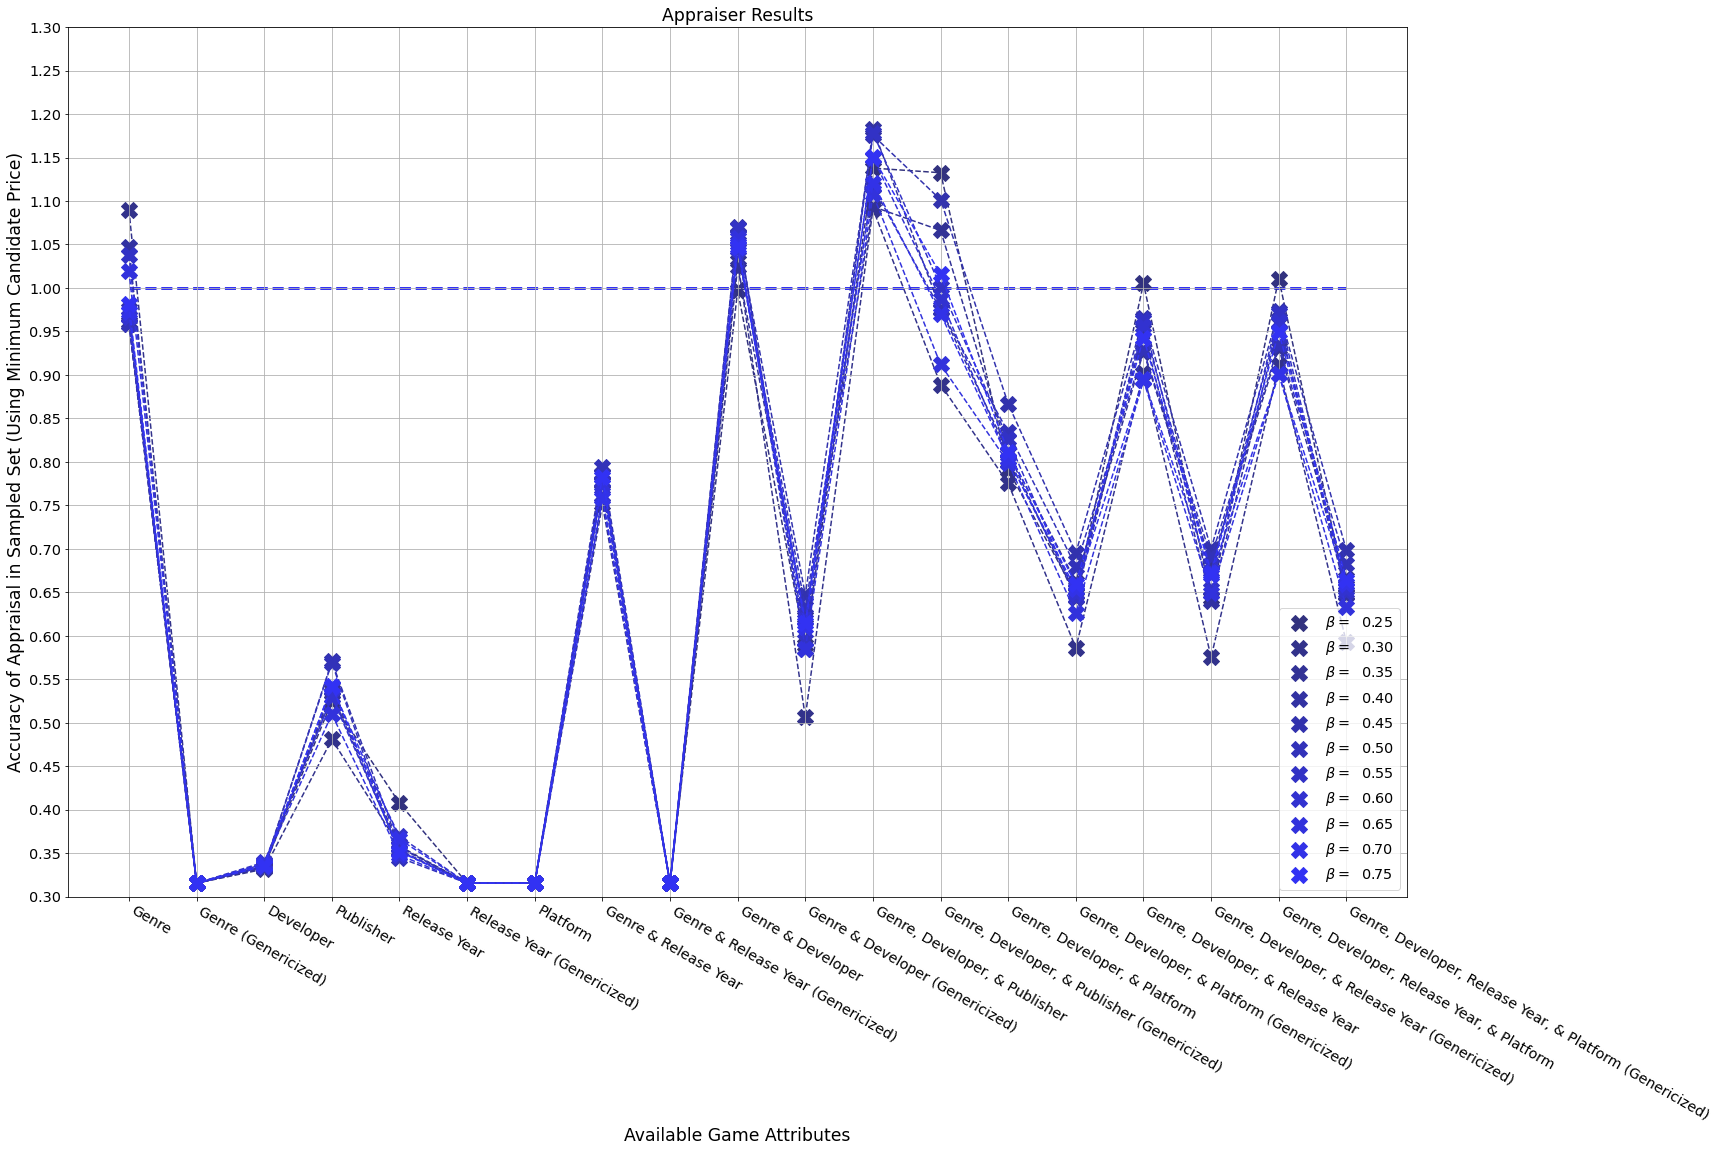 Appraiser Results
Accuracy of Appraisal in Sampled Set (Using Minimum Candidate Price)
1.30
1.25
1.20
1.15
1.10
1.05
1.00
0.95
0.90
0.85
0.80
0.75
0.70
0.65
0.60
0.55
0.50
0.45
0.40
0.35
0.30
β = 0.25
β = 0.30
β = 0.35
β = 0.40
β = 0.45
β = 0.50
β = 0.55
β = 0.60
β = 0.65
β = 0.70
β = 0.75
Genre
Genre (Genericized)
Developer
Publisher
Release Year
Release Year (Genericized)
Platform
Genre & Release Year
Genre & Release Year (Genericized)
Genre & Developer
Genre & Developer (Genericized)
Genre, Developer, & Publisher
Genre, Developer, & Publisher (Genericized)
Genre, Developer, & Platform
Genre, Developer, & Platform (Genericized)
Genre, Developer, & Release Year
Genre, Developer, & Release Year (Genericized)
Genre, Developer, Release Year, & Platform
Genre, Developer, Release Year, & Platform (Genericized)
Available Game Attributes